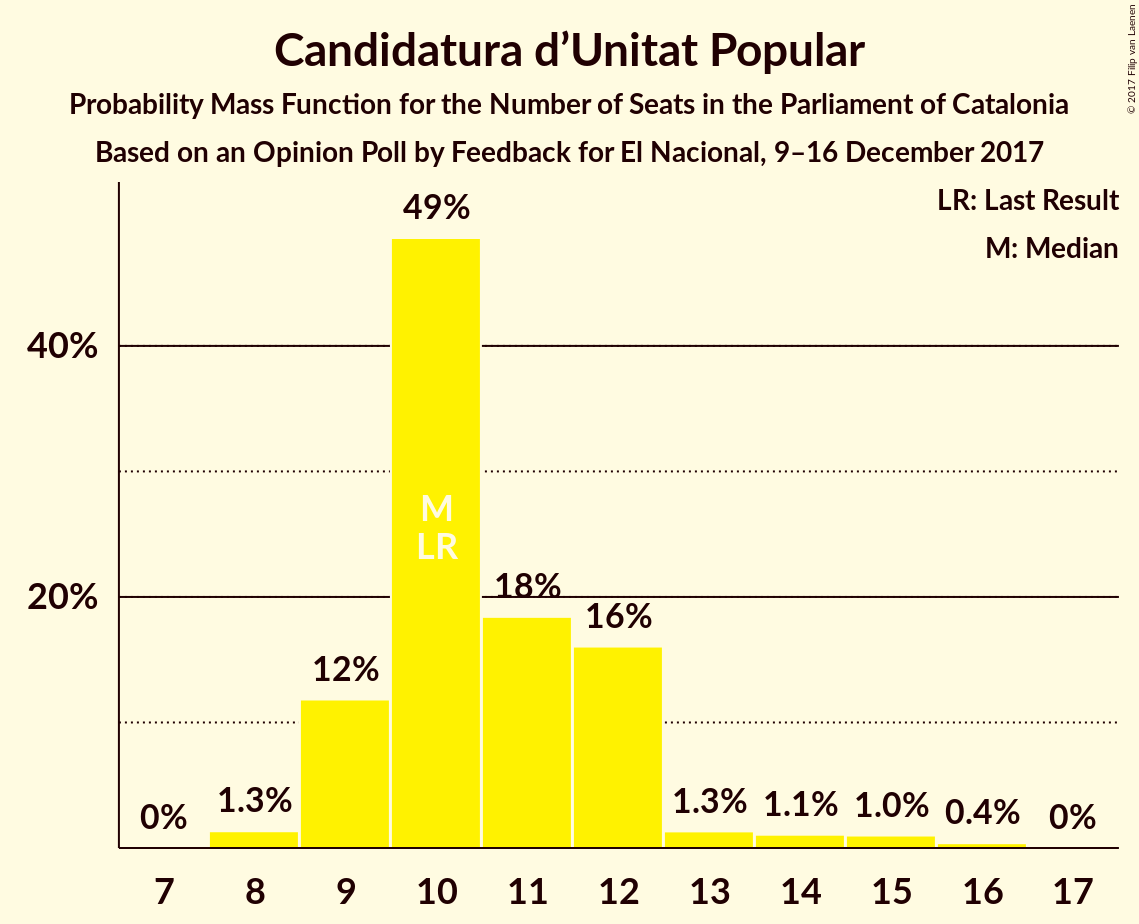 Candidatura d’Unitat Popular
Probability Mass Function for the Number of Seats in the Parliament of Catalonia
Based on an Opinion Poll by Feedback for El Nacional, 9–16 December 2017
© 2017 Filip van Laenen
LR: Last Result
M: Median
49%
40%
M
LR
18%
20%
16%
12%
1.3%
1.3%
1.1%
1.0%
0.4%
0%
0%
7 8 9 10 11 12 13 14 15 16 17